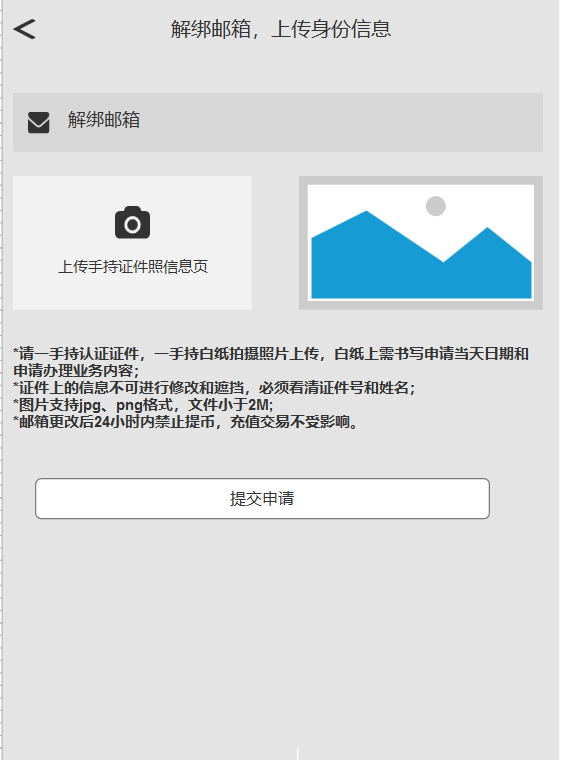 解绑邮箱，上传身份信息
解绑邮箱
上传手持证件照信息页
*请一手持认证证件，一手持白纸拍摄照片上传，白纸上需书写申请当天日期和
申请办理业务内容；
*证件上的信息不可进行修改和遮挡，必须看清证件号和姓名；
*图片支持jpg、png格式，文件小于2M;
*邮箱更改后24小时内禁止提币，充值交易不受影响。
提交申请